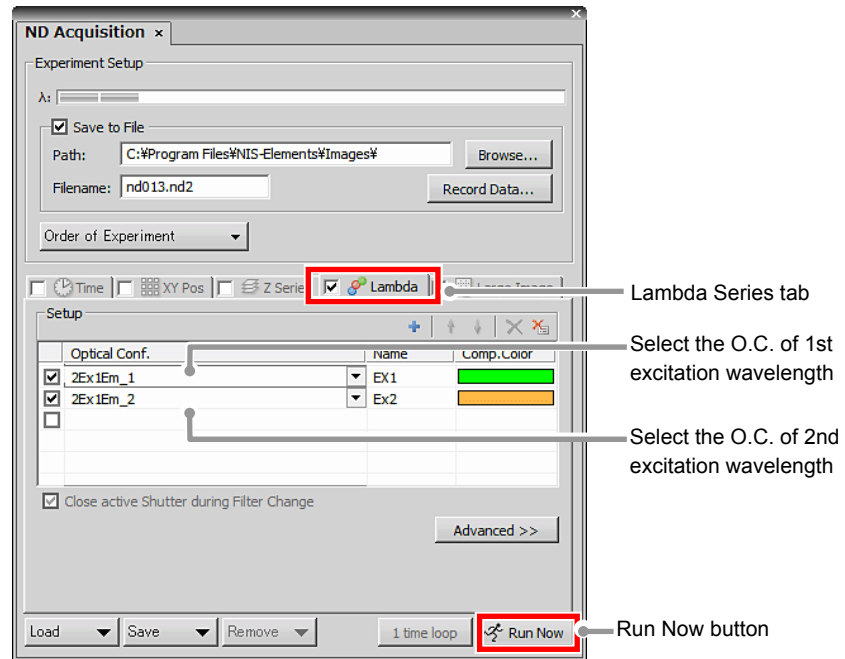 ND Acquisition ×
Experiment Setup
λ:
Save to File
Path: C:¥Program Files¥NIS-Elements¥Images¥ Browse...
Filename: nd013.nd2 Record Data...
Order of Experiment
Time XY Pos Z Serie Lambda Large Image
Lambda Series tab
Setup
Optical Conf. Name Comp.Color
Select the O.C. of 1st
excitation wavelength
2Ex1Em_1 EX1
2Ex1Em_2 Ex2
Select the O.C. of 2nd
excitation wavelength
Close active Shutter during Filter Change
Advanced >>
Load Save Remove 1 time loop Run Now
Run Now button